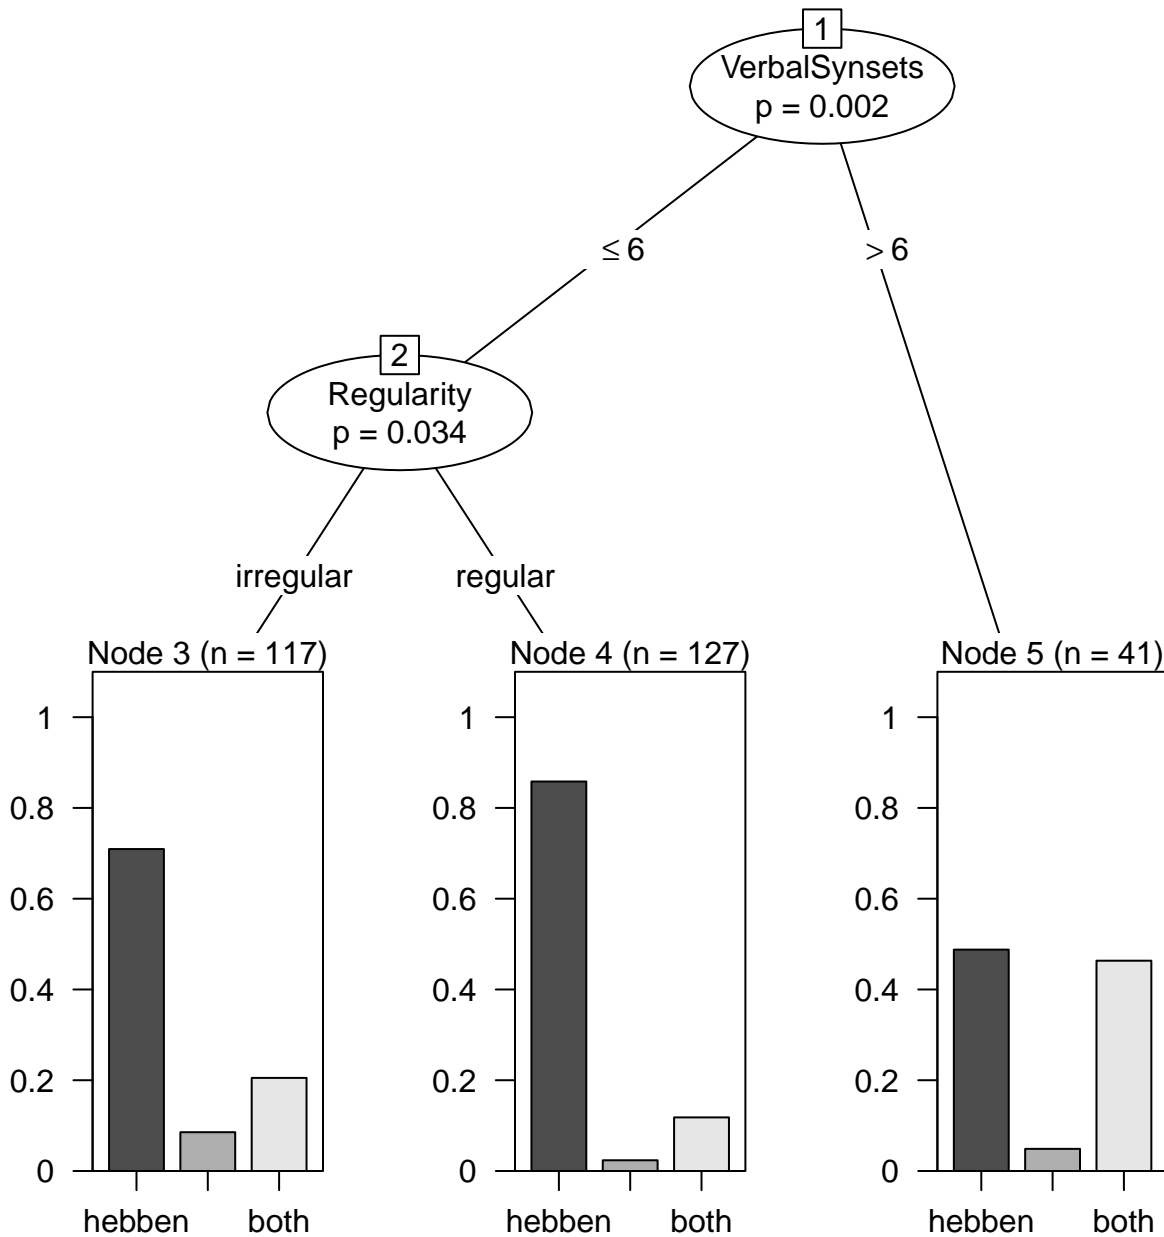 1
VerbalSynsets
p = 0.002
≤ 6
> 6
2
Regularity
p = 0.034
irregular
regular
Node 3 (n = 117)
1
0.8
0.6
0.4
0.2
0
hebben
both
Node 4 (n = 127)
1
0.8
0.6
0.4
0.2
0
hebben
both
Node 5 (n = 41)
1
0.8
0.6
0.4
0.2
0
hebben
both